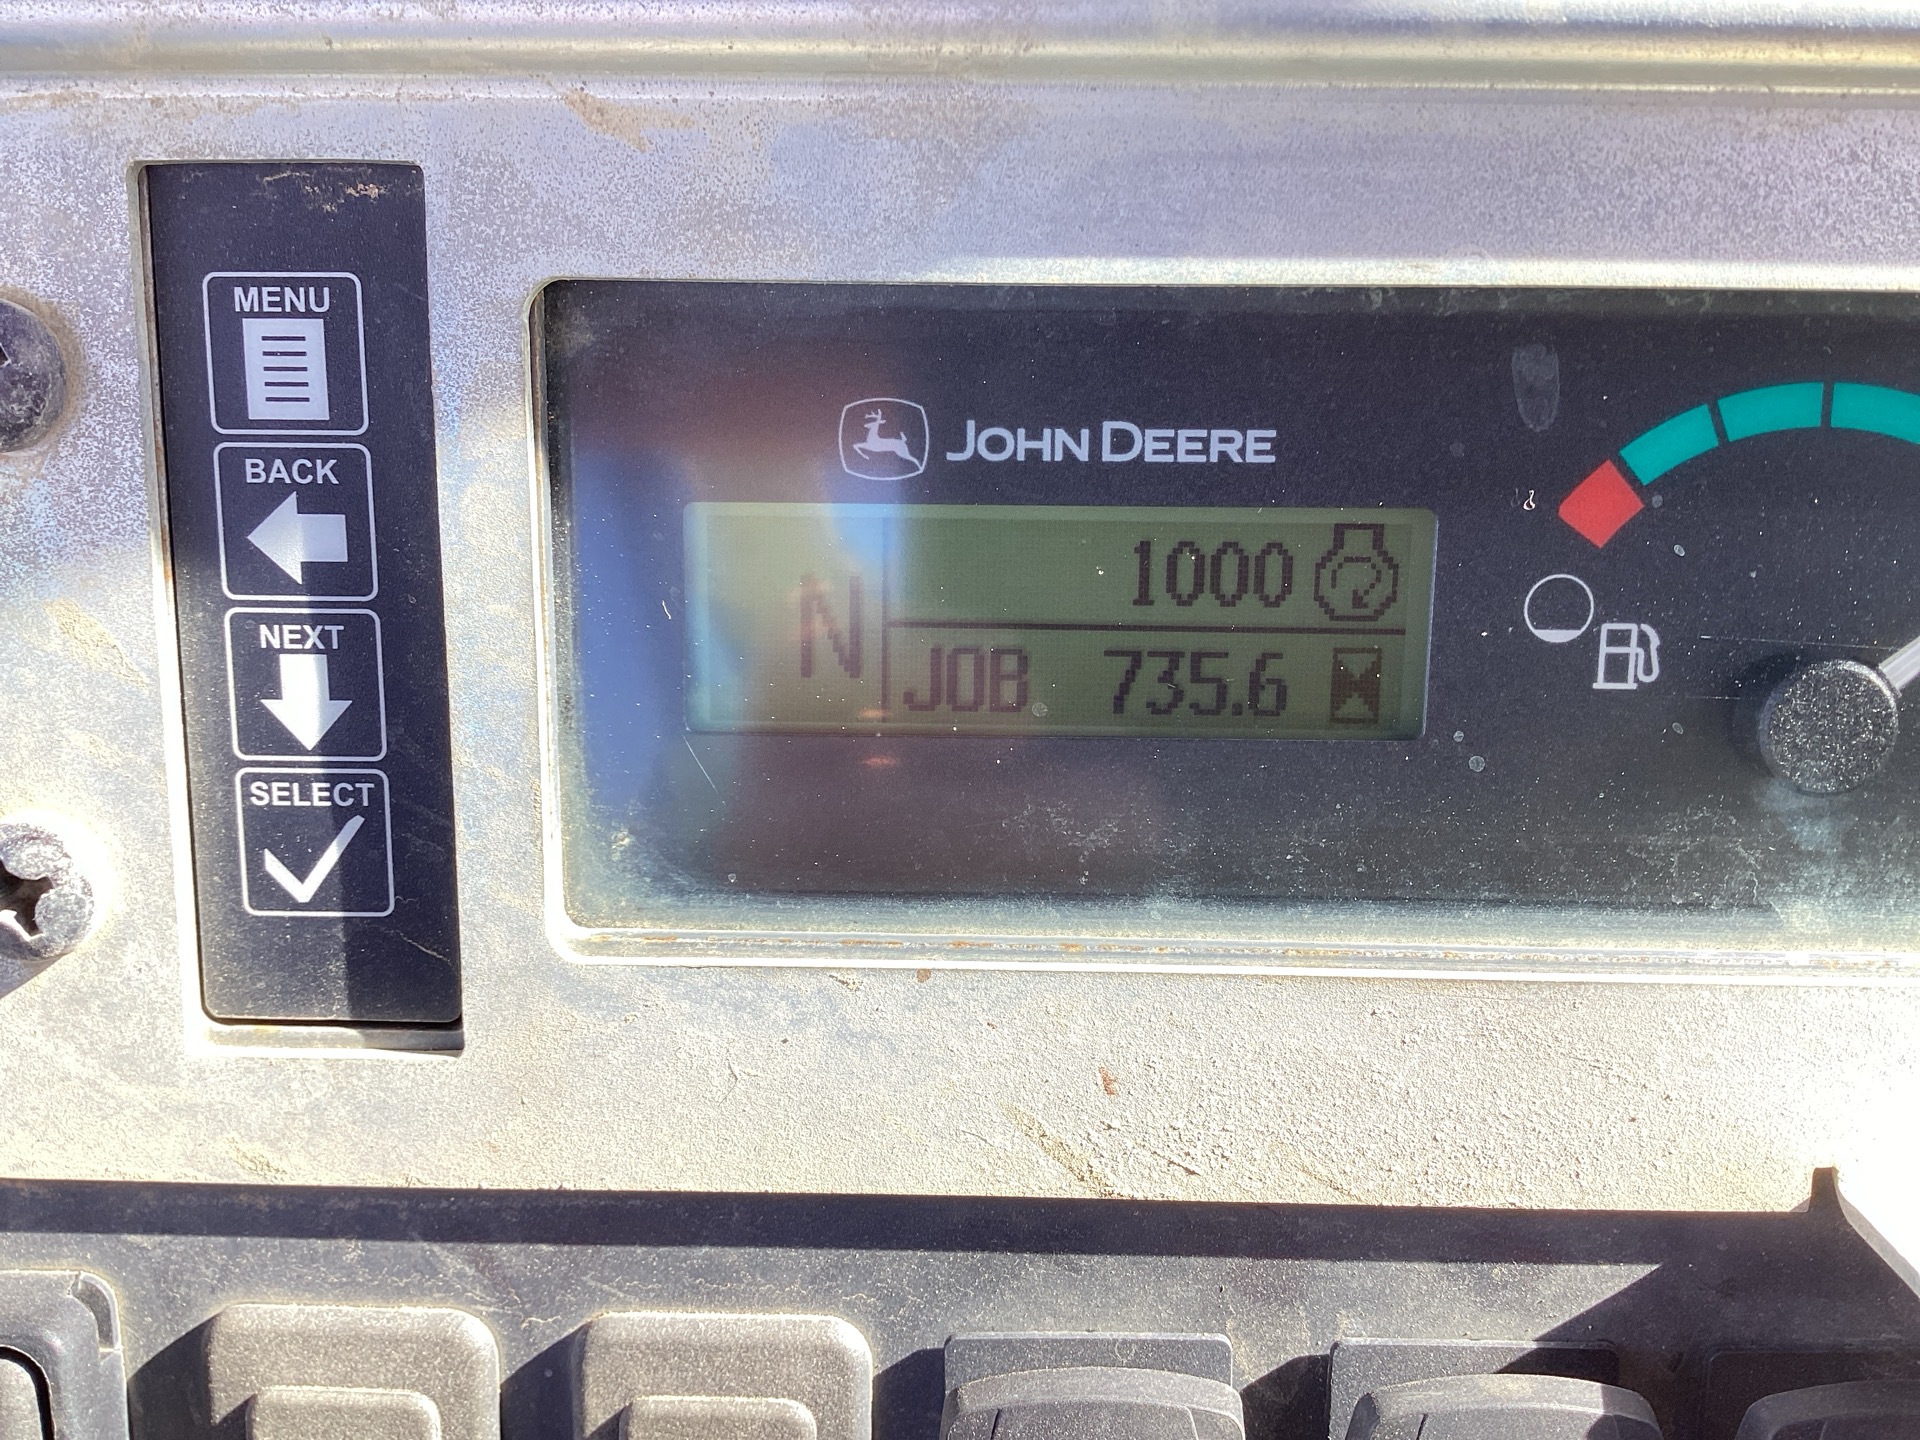 MENU
BACK
NEXT
SELECT
JOHN DEERE
N
1000
JOB 735.6